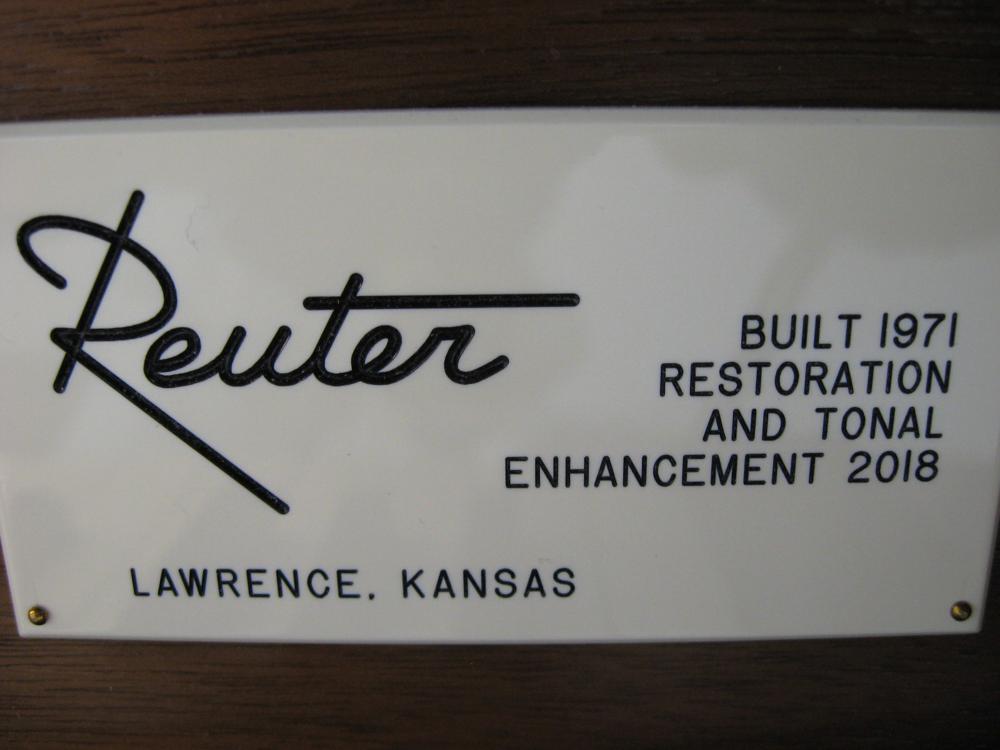 Reuter
BUILT 1971
RESTORATION
AND TONAL
ENHANCEMENT 2018
LAWRENCE. KANSAS